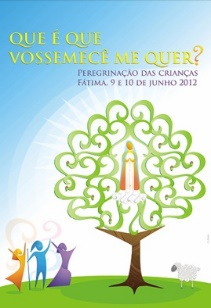 QUE É QUE
VOSSEMECÊ ME QUER?
PEREGRINAÇÃO DAS CRIANÇAS
FÁTIMA, 9 E 10 DE JUNHO 2012